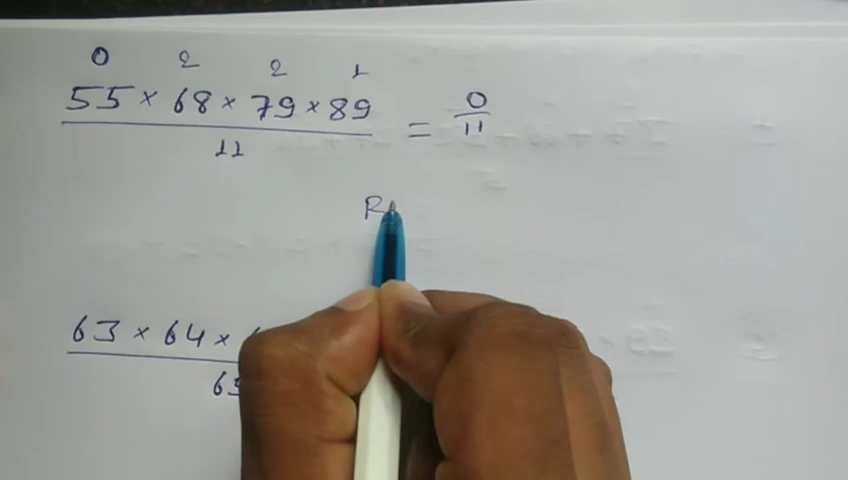 0 2 2 1
55 × 68 × 79 × 89
11
= 0
11
R
63 × 64 ×